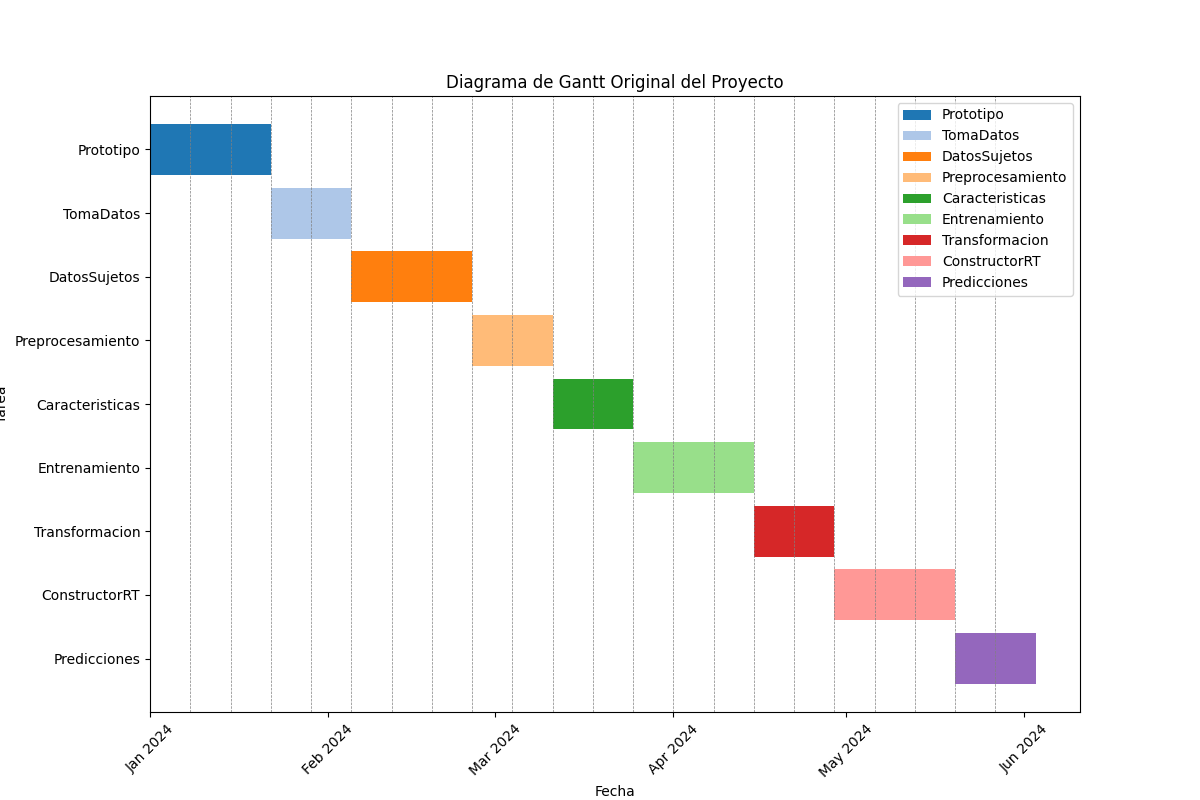 Diagrama de Gantt Original del Proyecto
Prototipo
TomaDatos
DatosSujetos
Preprocesamiento
Caracteristicas
Entrenamiento
Transformacion
ConstructorRT
Predicciones
Prototipo
TomaDatos
DatosSujetos
Preprocesamiento
Caracteristicas
Entrenamiento
Transformacion
ConstructorRT
Predicciones
Jan 2024
Feb 2024
Mar 2024
Apr 2024
May 2024
Jun 2024
Fecha